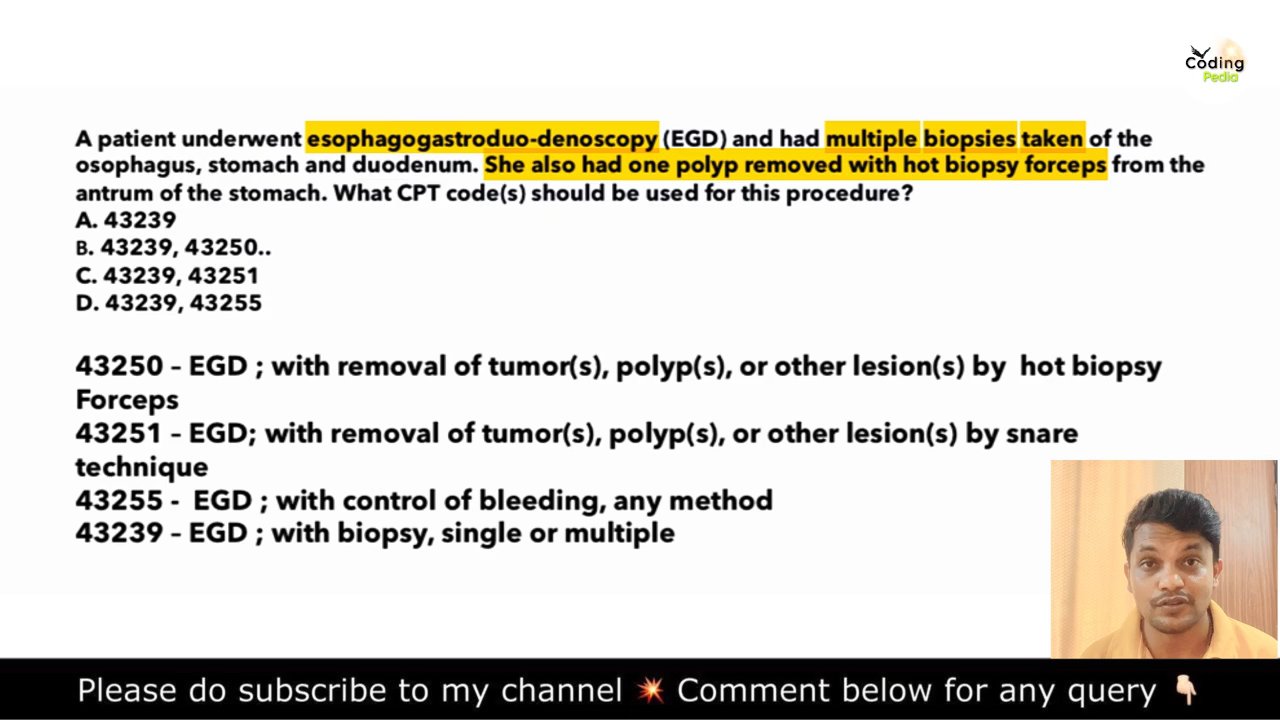 Coding
Pedia
A patient underwent esophagogastroduo-denoscopy (EGD) and had multiple biopsies taken of the
osophagus, stomach and duodenum. She also had one polyp removed with hot biopsy forceps from the
antrum of the stomach. What CPT code(s) should be used for this procedure?
A. 43239
B. 43239, 43250..
C. 43239, 43251
D. 43239, 43255
43250 – EGD ; with removal of tumor(s), polyp(s), or other lesion(s) by  hot biopsy
Forceps
43251 – EGD; with removal of tumor(s), polyp(s), or other lesion(s) by snare
technique
43255 -  EGD ; with control of bleeding, any method
43239 – EGD ; with biopsy, single or multiple
Please do subscribe to my channel 💥 Comment below for any query 👇🏻